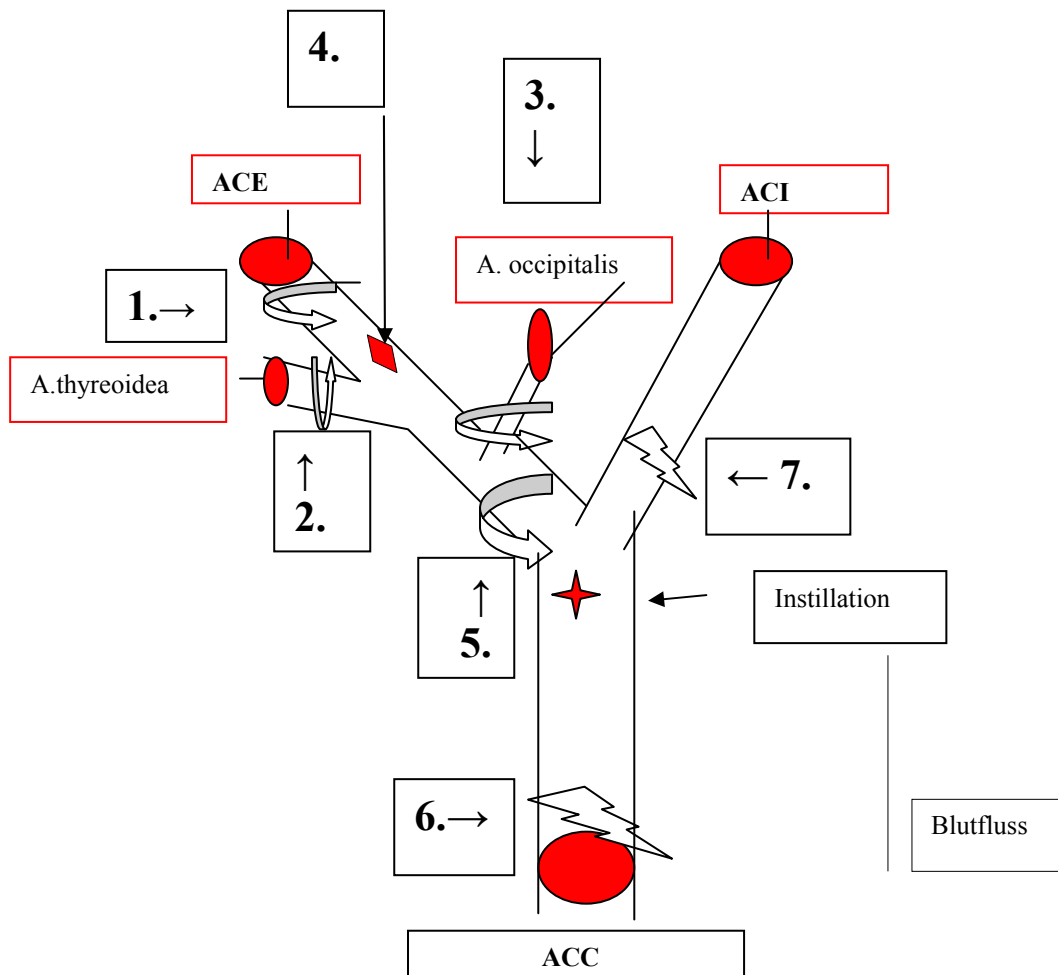 4.
3.
↓
ACE
ACI
A. occipitalis
1.→
A.thyreoidea
↑
2.
← 7.
↑
5.
Instillation
6.→
Blutfluss
ACC